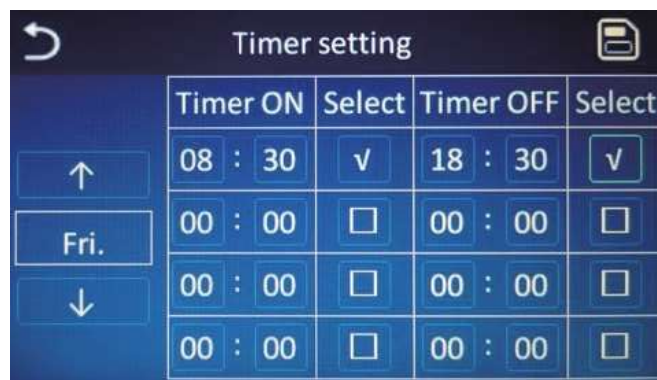 Timer setting
Timer ON Select Timer OFF Select
08 : 30 √ 18 : 30 √
00 : 00 00 : 00
Fri.
00 : 00 00 : 00
00 : 00 00 : 00